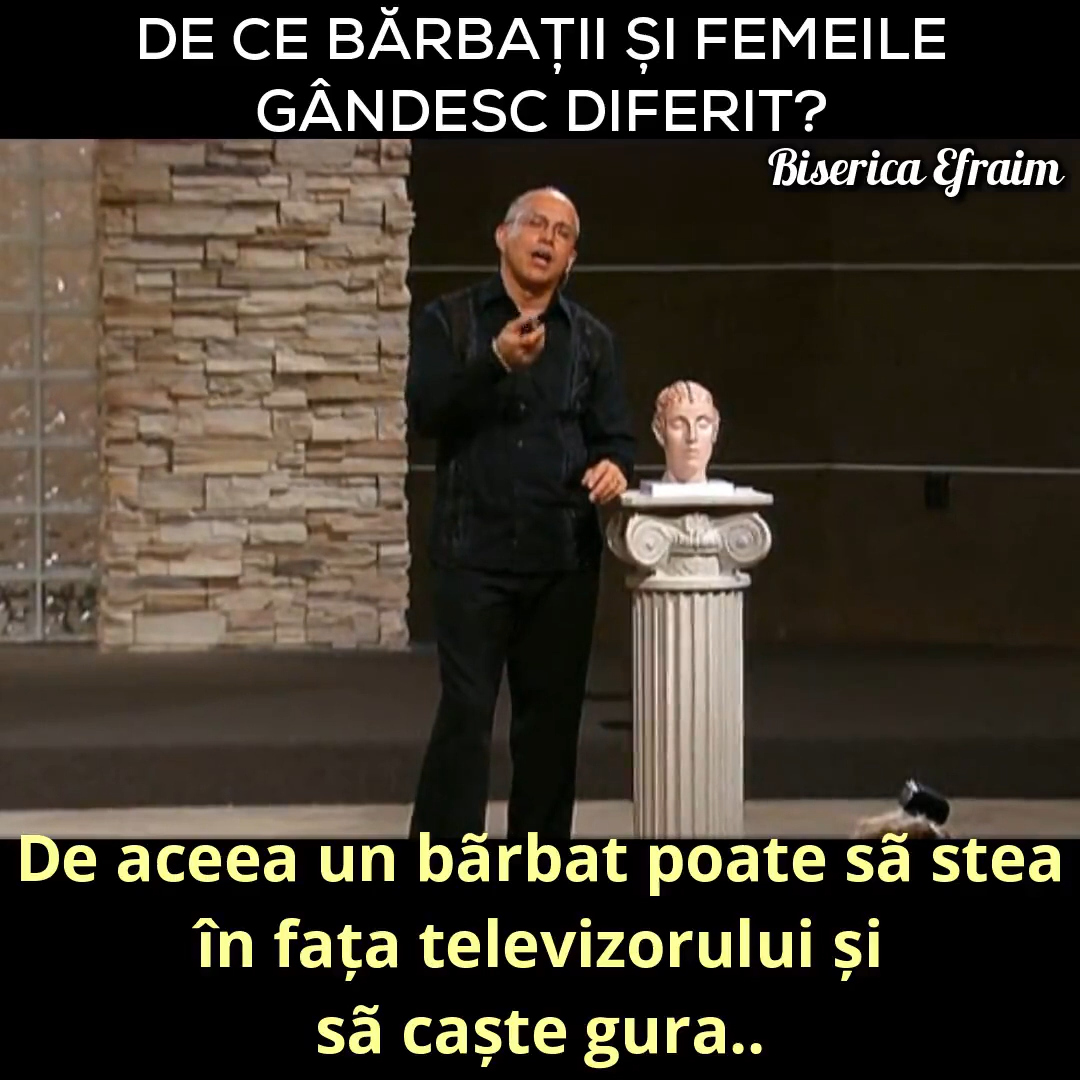 DE CE BĂRBAȚII ȘI FEMEILE
GÂNDESC DIFERIT?
Biserica Efraim
De aceea un bãrbat poate sã stea
în fața televizorului și
sã caște gura..